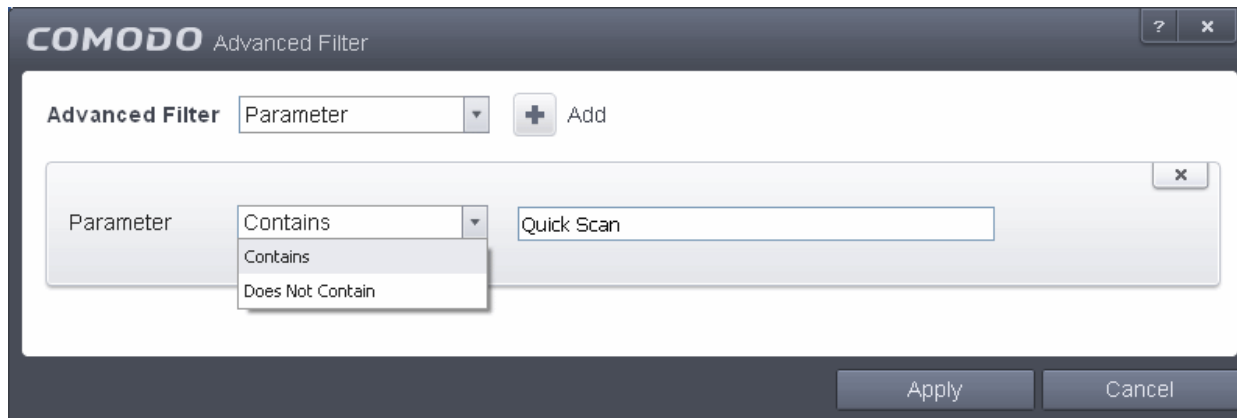 COMODO Advanced Filter ? x
Advanced Filter Parameter + Add
x
Parameter Contains Quick Scan
Contains
Does Not Contain
Apply Cancel